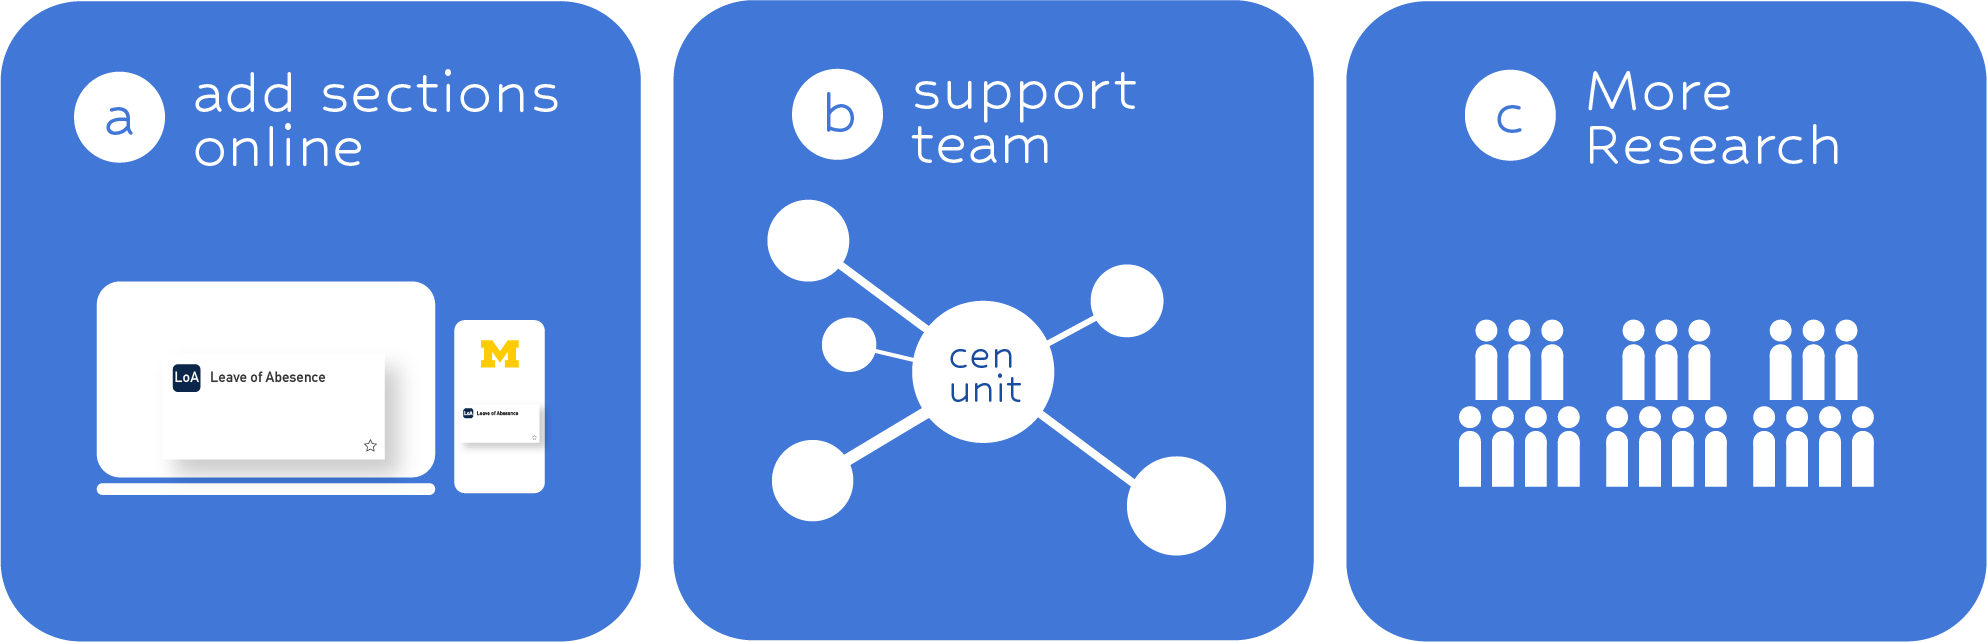 a
add sections
online
LoA Leave of Abesence
M
LoA Leave of Abesence
b
support
team
cen
unit
c
More
Research